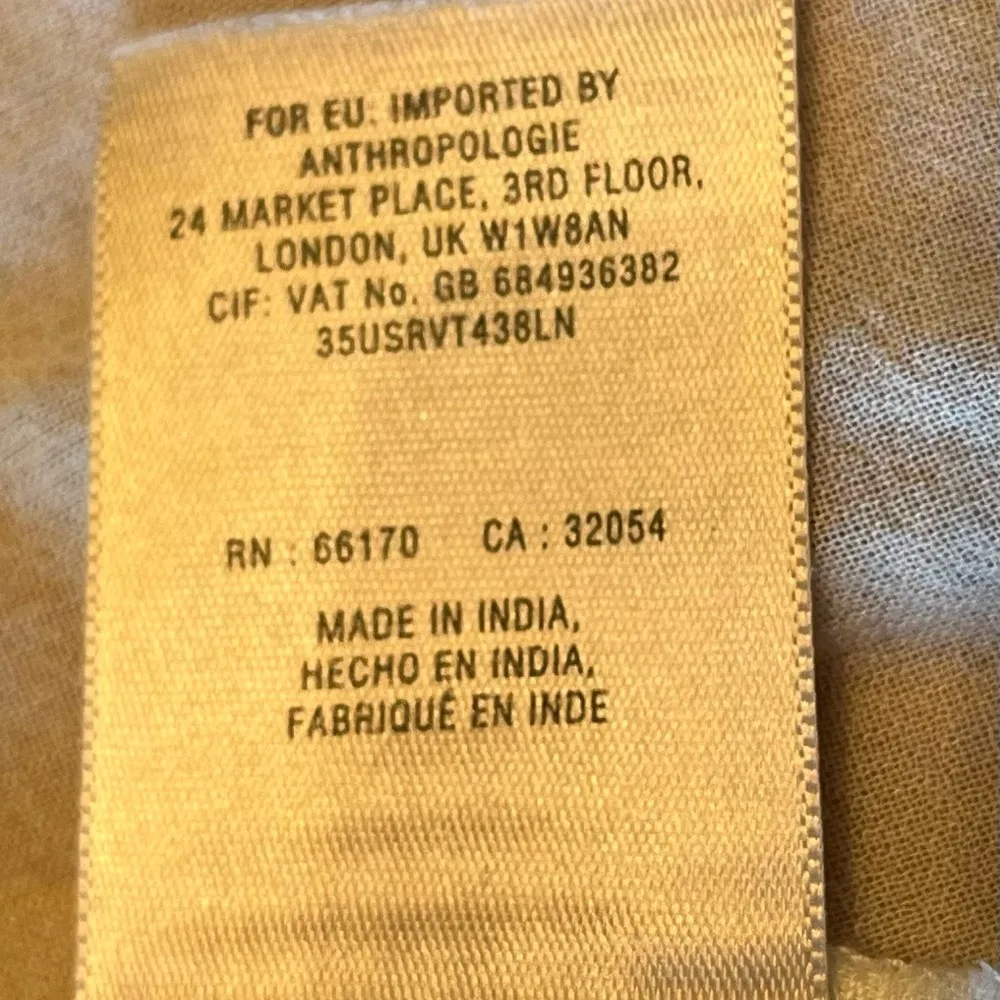 FOR EU: IMPORTED BY
ANTHROPOLOGIE
24 MARKET PLACE, 3RD FLOOR,
LONDON, UK W1W8AN
CIF: VAT No. GB 684936382
35USRVT438LN
RN : 66170 CA : 32054
MADE IN INDIA,
HECHO EN INDIA,
FABRIQUÉ EN INDE